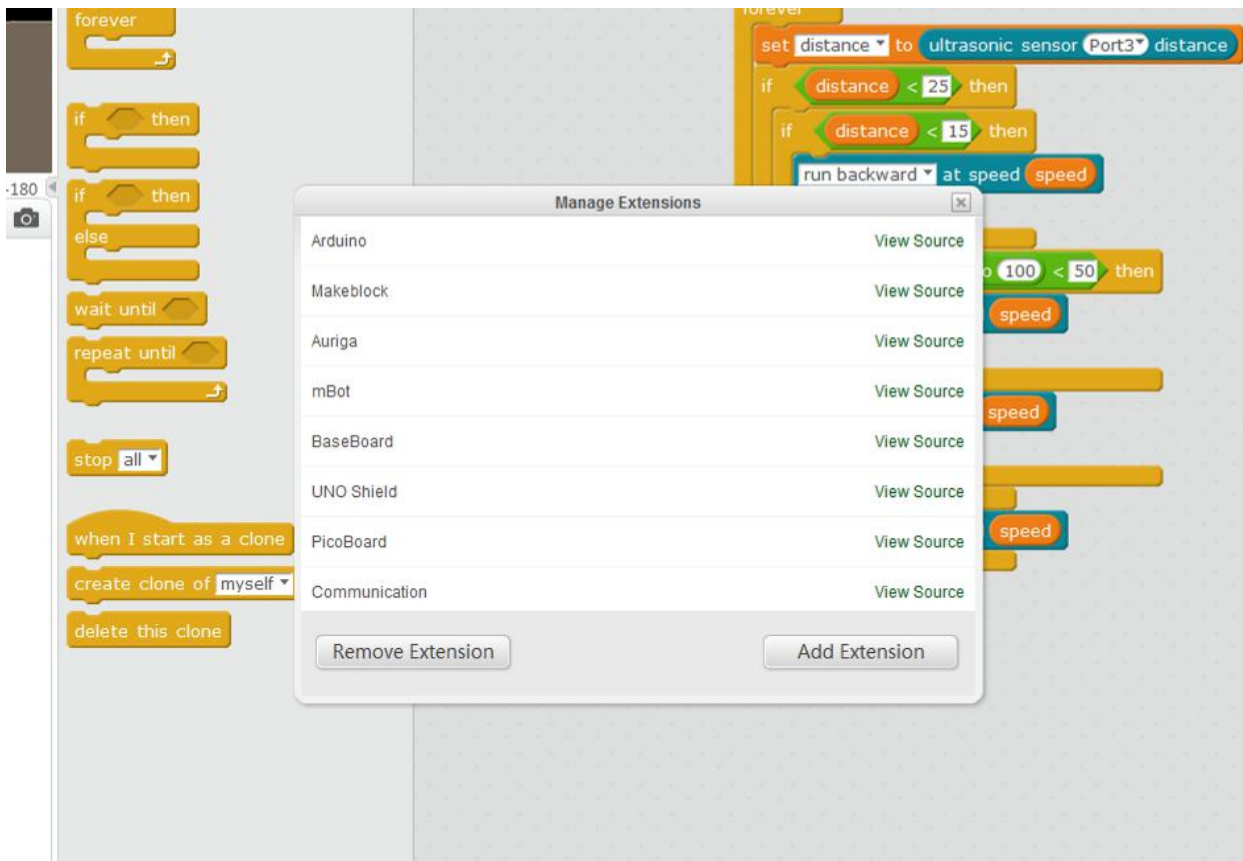 forever
if then
if then
else
wait until
repeat until
stop all
when I start as a clone
create clone of myself
delete this clone
-180
forever
set distance to ultrasonic sensor Port3 distance
if distance < 25 then
if distance < 15 then
run backward at speed speed
100 < 50 then
speed
speed
speed
Manage Extensions
Arduino View Source
Makeblock View Source
Auriga View Source
mBot View Source
BaseBoard View Source
UNO Shield View Source
PicoBoard View Source
Communication View Source
Remove Extension Add Extension